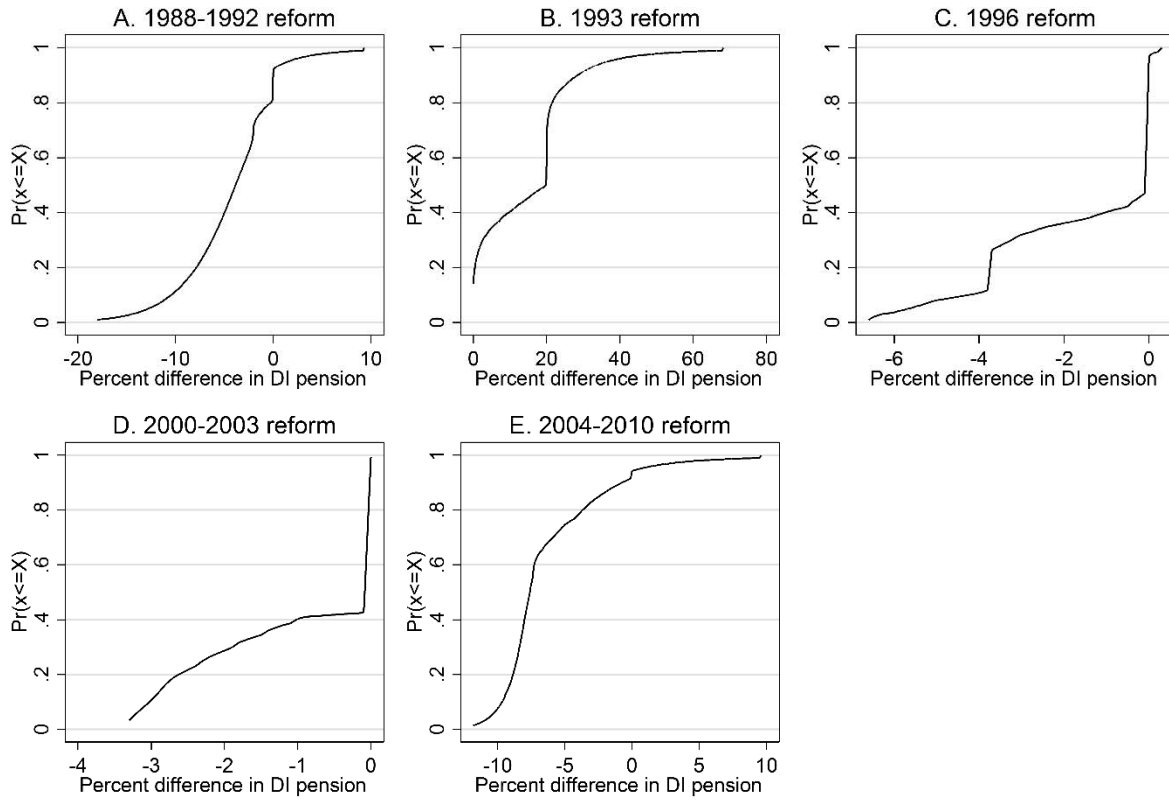 A. 1988-1992 reform
Pr(x<=X)
1
.8
.6
.4
.2
0
-20 -10 0 10
Percent difference in DI pension
B. 1993 reform
Pr(x<=X)
1
.8
.6
.4
.2
0
0 20 40 60 80
Percent difference in DI pension
C. 1996 reform
Pr(x<=X)
1
.8
.6
.4
.2
0
-6 -4 -2 0
Percent difference in DI pension
D. 2000-2003 reform
Pr(x<=X)
1
.8
.6
.4
.2
0
-4 -3 -2 -1 0
Percent difference in DI pension
E. 2004-2010 reform
Pr(x<=X)
1
.8
.6
.4
.2
0
-10 -5 0 5 10
Percent difference in DI pension